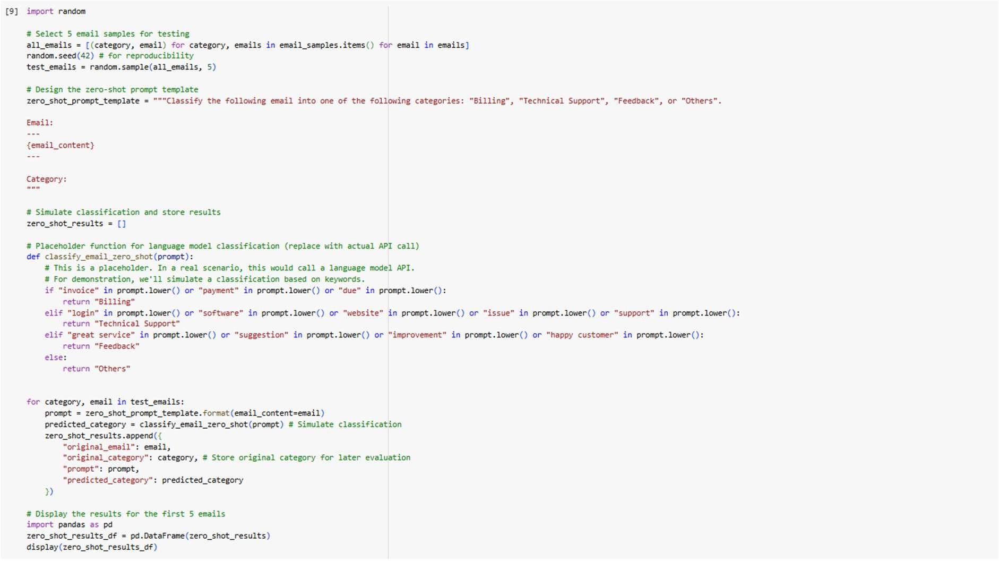 [9] import random
# Select 5 email samples for testing
all_emails = [(category, email) for category, emails in email_samples.items() for email in emails]
random.seed(42) # for reproducibility
test_emails = random.sample(all_emails, 5)
# Design the zero-shot prompt template
zero_shot_prompt_template = """Classify the following email into one of the following categories: "Billing", "Technical Support", "Feedback", or "Others".
Email:
---
{email_content}
---
Category:
"""
# Simulate classification and store results
zero_shot_results = []
# Placeholder function for language model classification (replace with actual API call)
def classify_email_zero_shot(prompt):
    # This is a placeholder. In a real scenario, this would call a language model API.
    # For demonstration, we'll simulate a classification based on keywords.
    if "invoice" in prompt.lower() or "payment" in prompt.lower() or "due" in prompt.lower():
        return "Billing"
    elif "login" in prompt.lower() or "software" in prompt.lower() or "website" in prompt.lower() or "issue" in prompt.lower() or "support" in prompt.lower():
        return "Technical Support"
    elif "great service" in prompt.lower() or "suggestion" in prompt.lower() or "improvement" in prompt.lower() or "happy customer" in prompt.lower():
        return "Feedback"
    else:
        return "Others"
for category, email in test_emails:
    prompt = zero_shot_prompt_template.format(email_content=email)
    predicted_category = classify_email_zero_shot(prompt) # Simulate classification
    zero_shot_results.append({
        "original_email": email,
        "original_category": category, # Store original category for later evaluation
        "prompt": prompt,
        "predicted_category": predicted_category
    })
# Display the results for the first 5 emails
import pandas as pd
zero_shot_results_df = pd.DataFrame(zero_shot_results)
display(zero_shot_results_df)